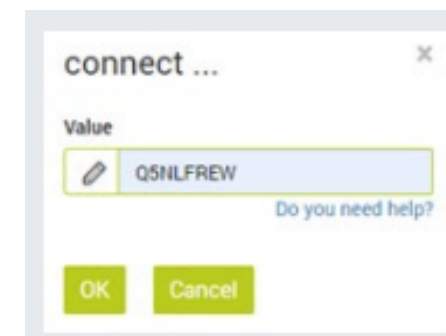 connect ...
Value
Q5NLFREW
Do you need help?
OK Cancel